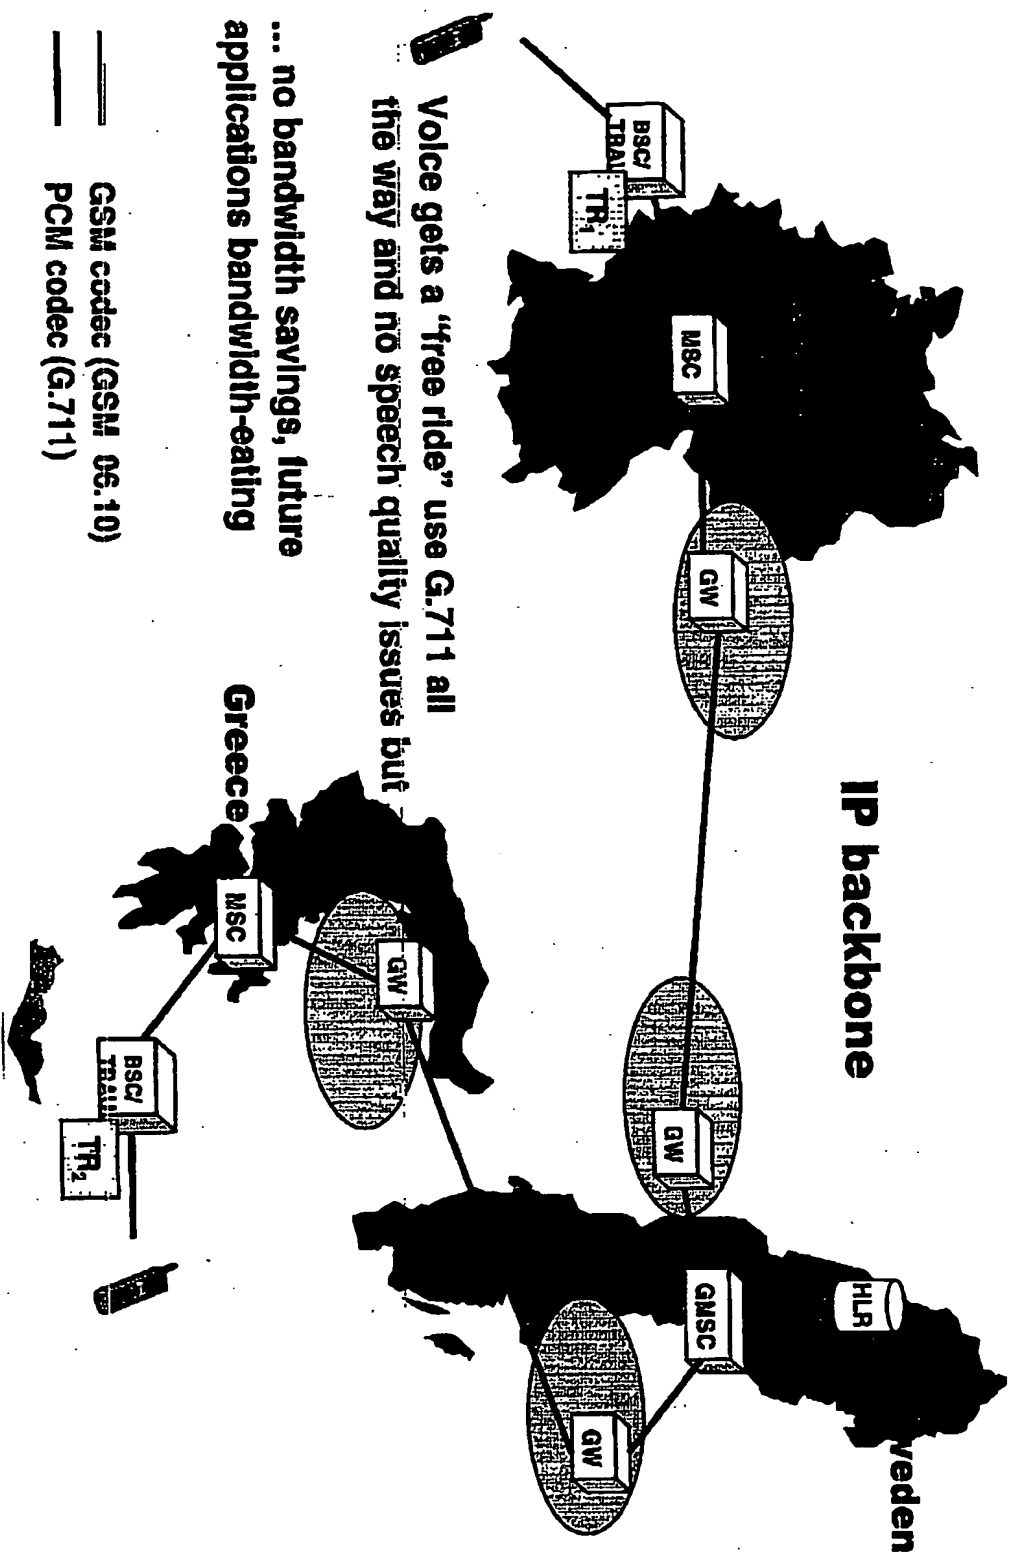 IP backbone
HLR
GMSC
GW
GW
GW
GW
MSC
BSC/
TR₁
Greece
MSC
BSC/
TR₂
Voice gets a "free ride" use G.711 all
the way and no speech quality issues but
... no bandwidth savings, future
applications bandwidth-eating
GSM codec (GSM 06.10)
PCM codec (G.711)